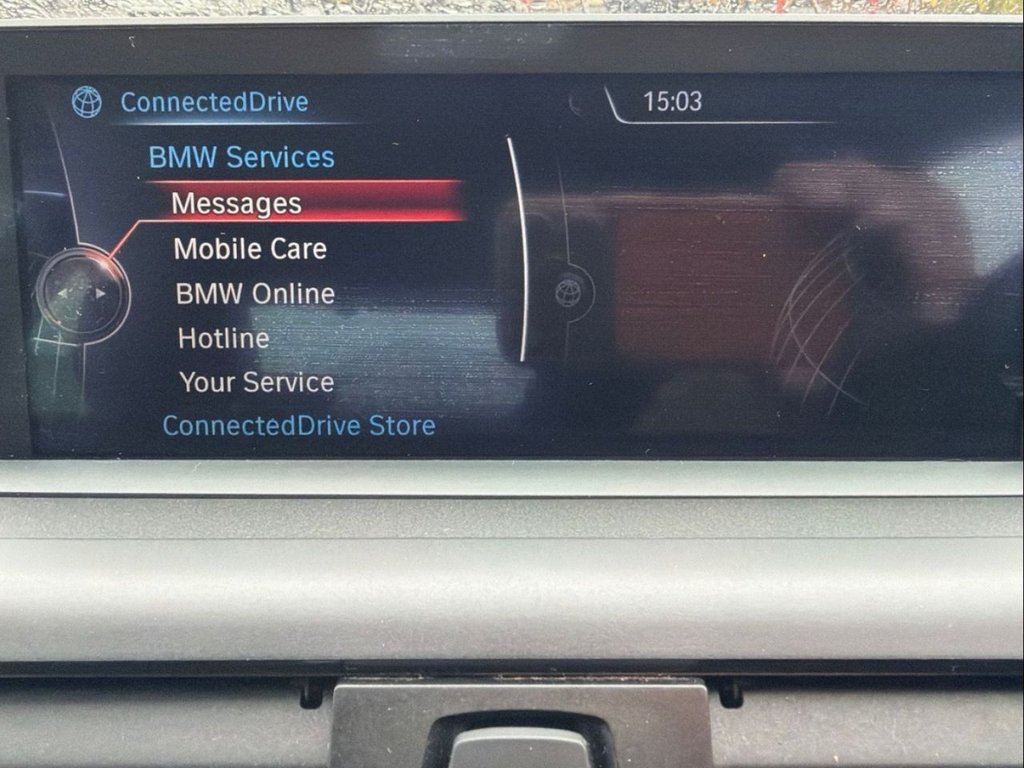 ConnectedDrive
15:03
BMW Services
Messages
Mobile Care
BMW Online
Hotline
Your Service
ConnectedDrive Store